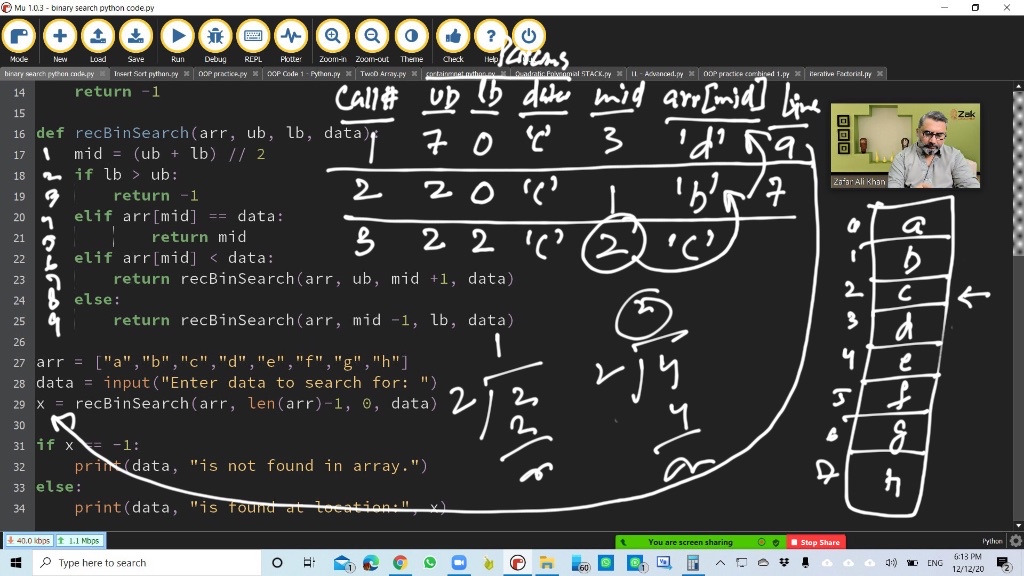 Mu 1.0.3 - binary search python code.py
Mode New Load Save Run Debug REPL Plotter Zoom-in Zoom-out Theme Check Help
binary search python code.py Insert Sort python.py OOP practice.py OOP Code 1 - Python.py TwoD Array.py containmnet python.py Quadratic Polynomial STACK.py 11 - Advanced.py OOP practice combined 1.py iterative Factorial.py
Params
Call# ub lb data mid arr[mid] Line
1 7 0 'c' 3 'd' 9
2 2 0 'c' 1 'b' 7
3 2 2 'c' 2 'c'
14 return -1
15
16 def recBinSearch(arr, ub, lb, data):
17 1 mid = (ub + lb) // 2
18 2 if lb > ub:
19 3 return -1
20 4 elif arr[mid] == data:
21 5 return mid
22 6 elif arr[mid] < data:
23 7 return recBinSearch(arr, ub, mid +1, data)
24 8 else:
25 9 return recBinSearch(arr, mid -1, lb, data)
26
27 arr = ["a","b","c","d","e","f","g","h"]
28 data = input("Enter data to search for: ")
29 x = recBinSearch(arr, len(arr)-1, 0, data)
30
31 if x == -1:
32 print(data, "is not found in array.")
33 else:
34 print(data, "is found at location:", x)
1
2 2
2
2 4
4
Zak
Zafar Ali Khan
0 a
1 b
2 c
3 d
4 e
5 f
6 g
7 h
40.0 kbps 1.1 Mbps
You are screen sharing Stop Share
Python
Type here to search
1 60 1
ENG
6:13 PM
12/12/20
2